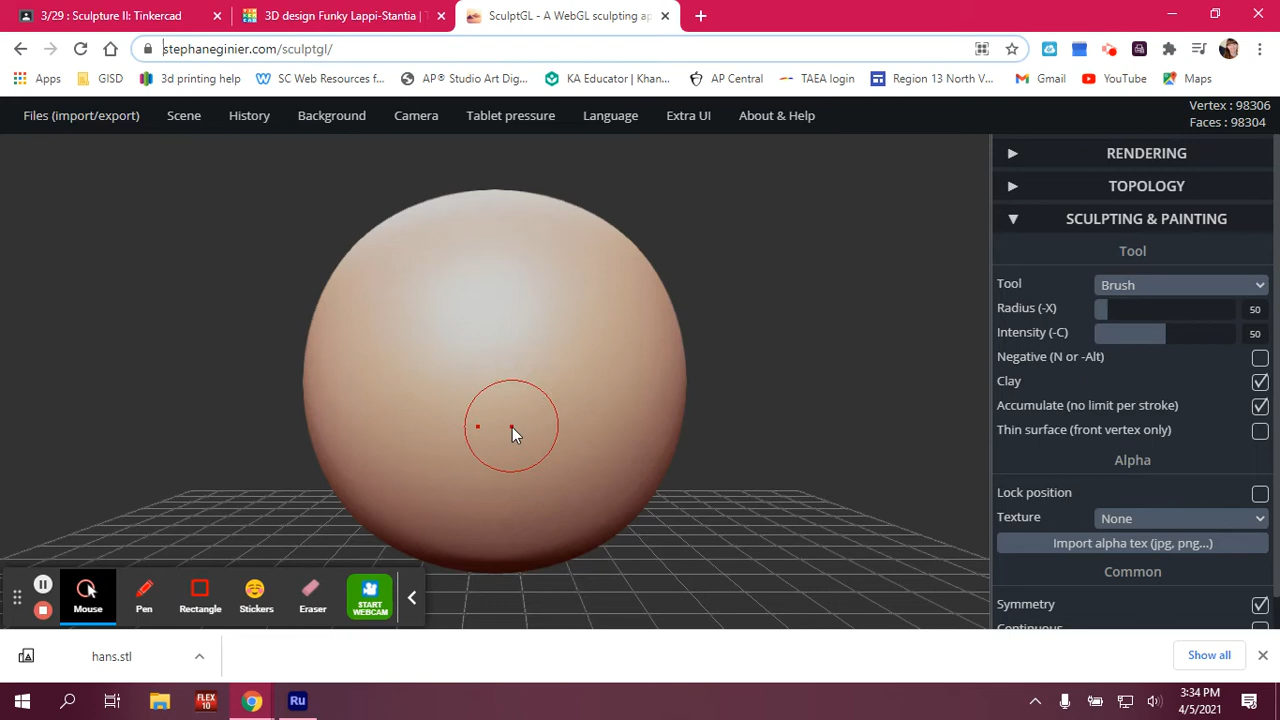 3/29 : Sculpture II: Tinkercad
3D design Funky Lappi-Stantia |
SculptGL - A WebGL sculpting ap
stephaneginier.com/sculptgl/
Apps
GISD
3d printing help
SC Web Resources f...
AP® Studio Art Dig...
KA Educator | Khan...
AP Central
TAEA login
Region 13 North V...
Gmail
YouTube
Maps
Files (import/export)
Scene
History
Background
Camera
Tablet pressure
Language
Extra UI
About & Help
Vertex : 98306
Faces : 98304
RENDERING
TOPOLOGY
SCULPTING & PAINTING
Tool
Tool Brush
Radius (-X) 50
Intensity (-C) 50
Negative (N or -Alt)
Clay
Accumulate (no limit per stroke)
Thin surface (front vertex only)
Alpha
Lock position
Texture None
Import alpha tex (jpg, png...)
Common
Symmetry
Continuous
Mouse
Pen
Rectangle
Stickers
Eraser
START
WEBCAM
hans.stl
Show all
FLEX
10
Ru
3:34 PM
4/5/2021